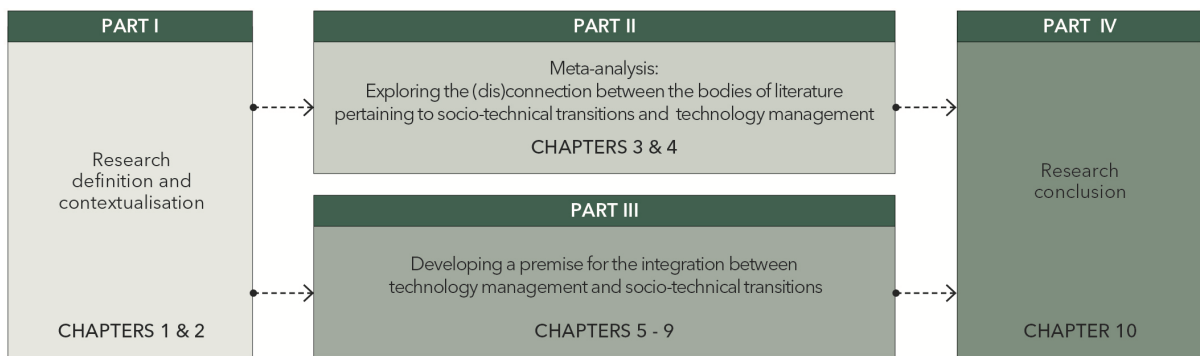 PART I
Research
definition and
contextualisation
CHAPTERS 1 & 2
PART II
Meta-analysis:
Exploring the (dis)connection between the bodies of literature
pertaining to socio-technical transitions and technology management
CHAPTERS 3 & 4
PART III
Developing a premise for the integration between
technology management and socio-technical transitions
CHAPTERS 5 - 9
PART IV
Research
conclusion
CHAPTER 10